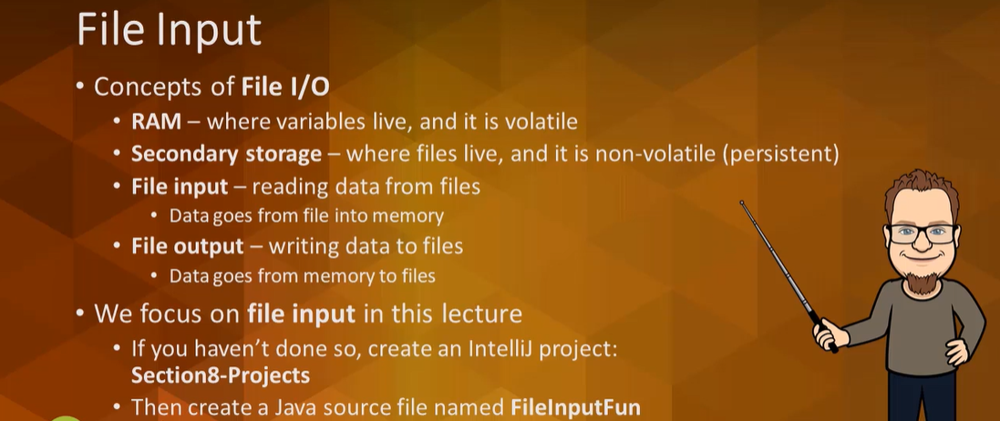 File Input
• Concepts of File I/O
• RAM – where variables live, and it is volatile
• Secondary storage – where files live, and it is non-volatile (persistent)
• File input – reading data from files
• Data goes from file into memory
• File output – writing data to files
• Data goes from memory to files
• We focus on file input in this lecture
• If you haven't done so, create an IntelliJ project:
Section8-Projects
• Then create a Java source file named FileInputFun